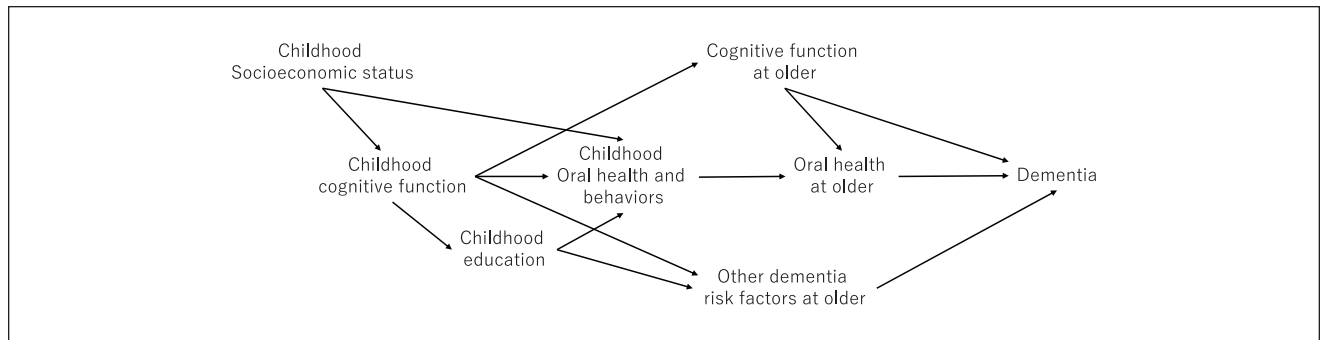 Childhood
Socioeconomic status
Cognitive function
at older
Childhood
cognitive function
Childhood
Oral health and
behaviors
Oral health
at older
Dementia
Childhood
education
Other dementia
risk factors at older